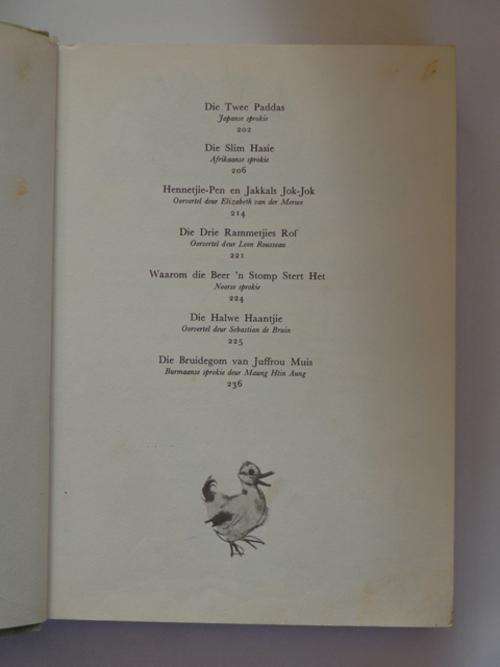 Die Twee Paddas
Japanse sprokie
202
Die Slim Hasie
Afrikaanse sprokie
206
Hennetjie-Pen en Jakkals Jok-Jok
Oorvertel deur Elizabeth van der Merwe
214
Die Drie Rammetjies Rof
Oorvertel deur Leon Rousseau
221
Waarom die Beer 'n Stomp Stert Het
Noorse sprokie
224
Die Halwe Haantjie
Oorvertel deur Sebastian de Bruin
225
Die Bruidegom van Juffrou Muis
Burmaanse sprokie deur Maung Htin Aung
236